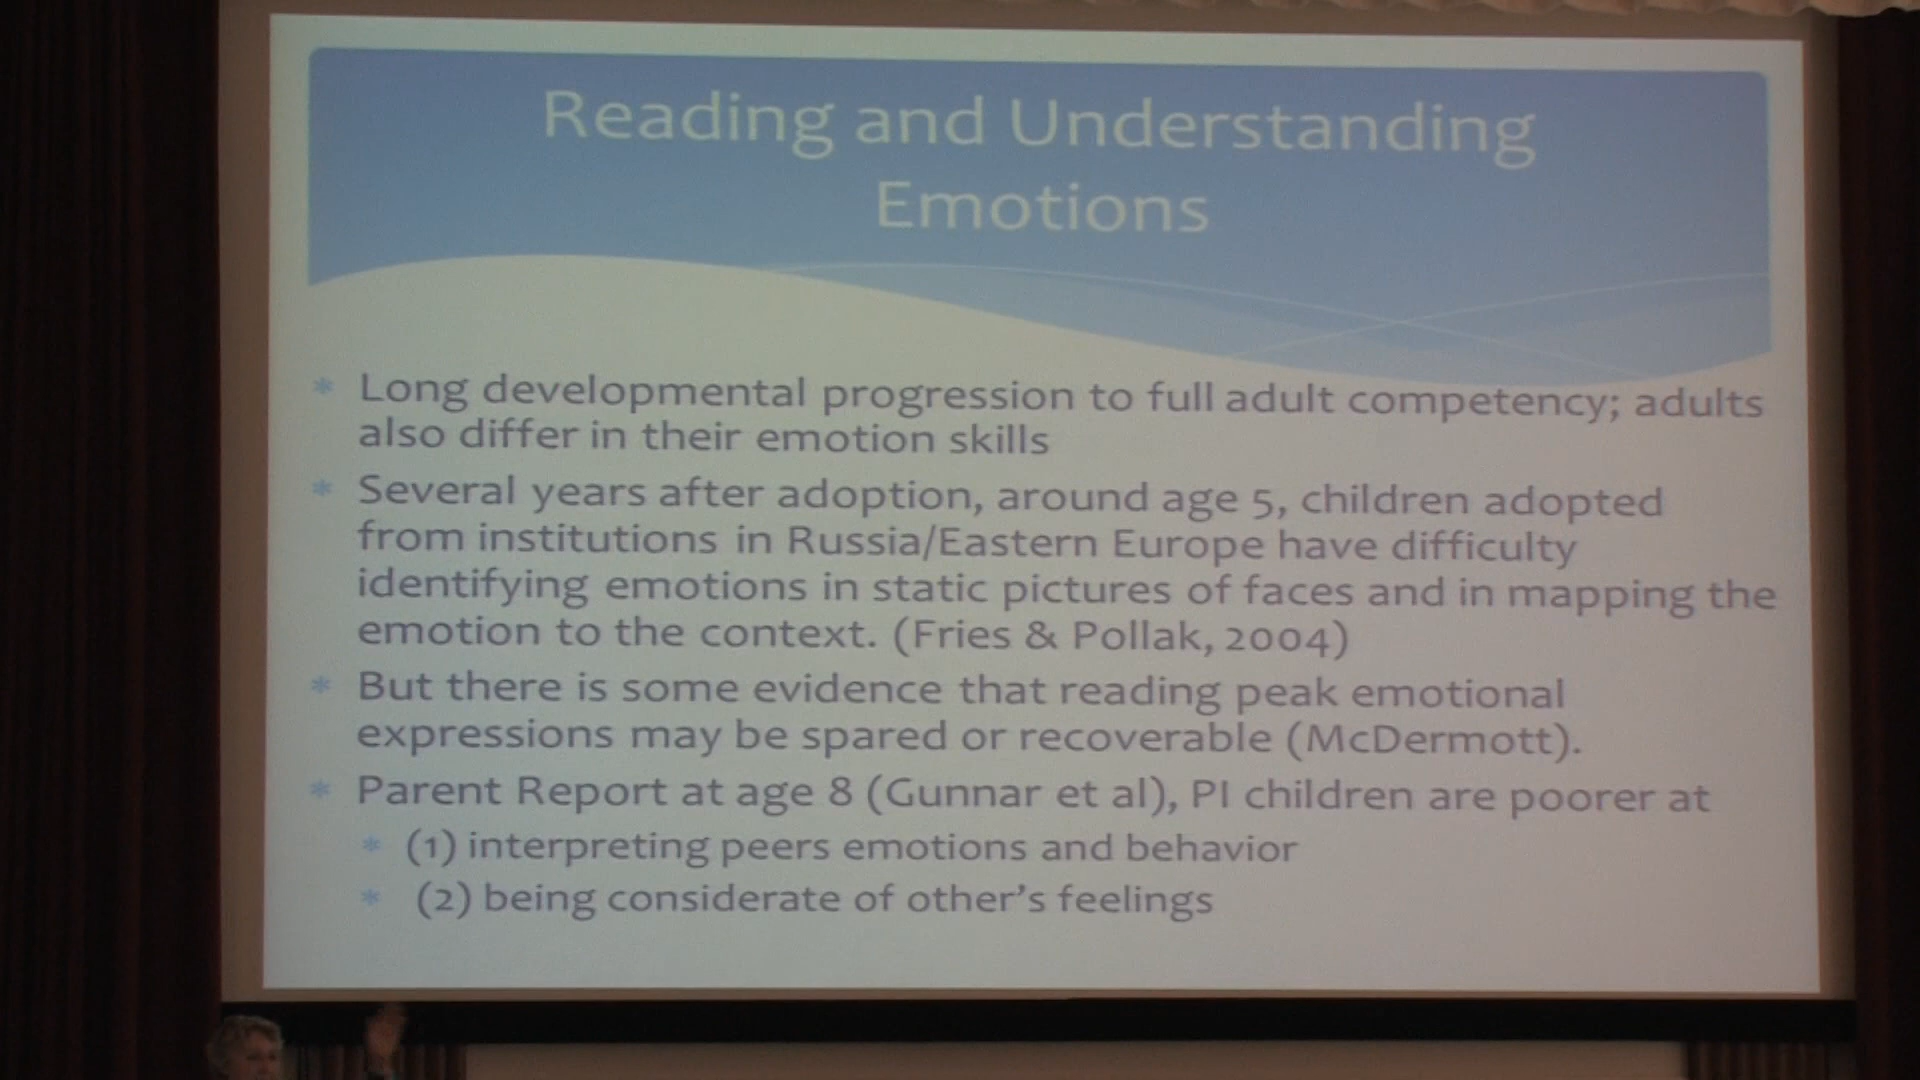 Reading and Understanding
Emotions
* Long developmental progression to full adult competency; adults
also differ in their emotion skills
* Several years after adoption, around age 5, children adopted
from institutions in Russia/Eastern Europe have difficulty
identifying emotions in static pictures of faces and in mapping the
emotion to the context. (Fries & Pollak, 2004)
* But there is some evidence that reading peak emotional
expressions may be spared or recoverable (McDermott).
* Parent Report at age 8 (Gunnar et al), PI children are poorer at
* (1) interpreting peers emotions and behavior
* (2) being considerate of other's feelings